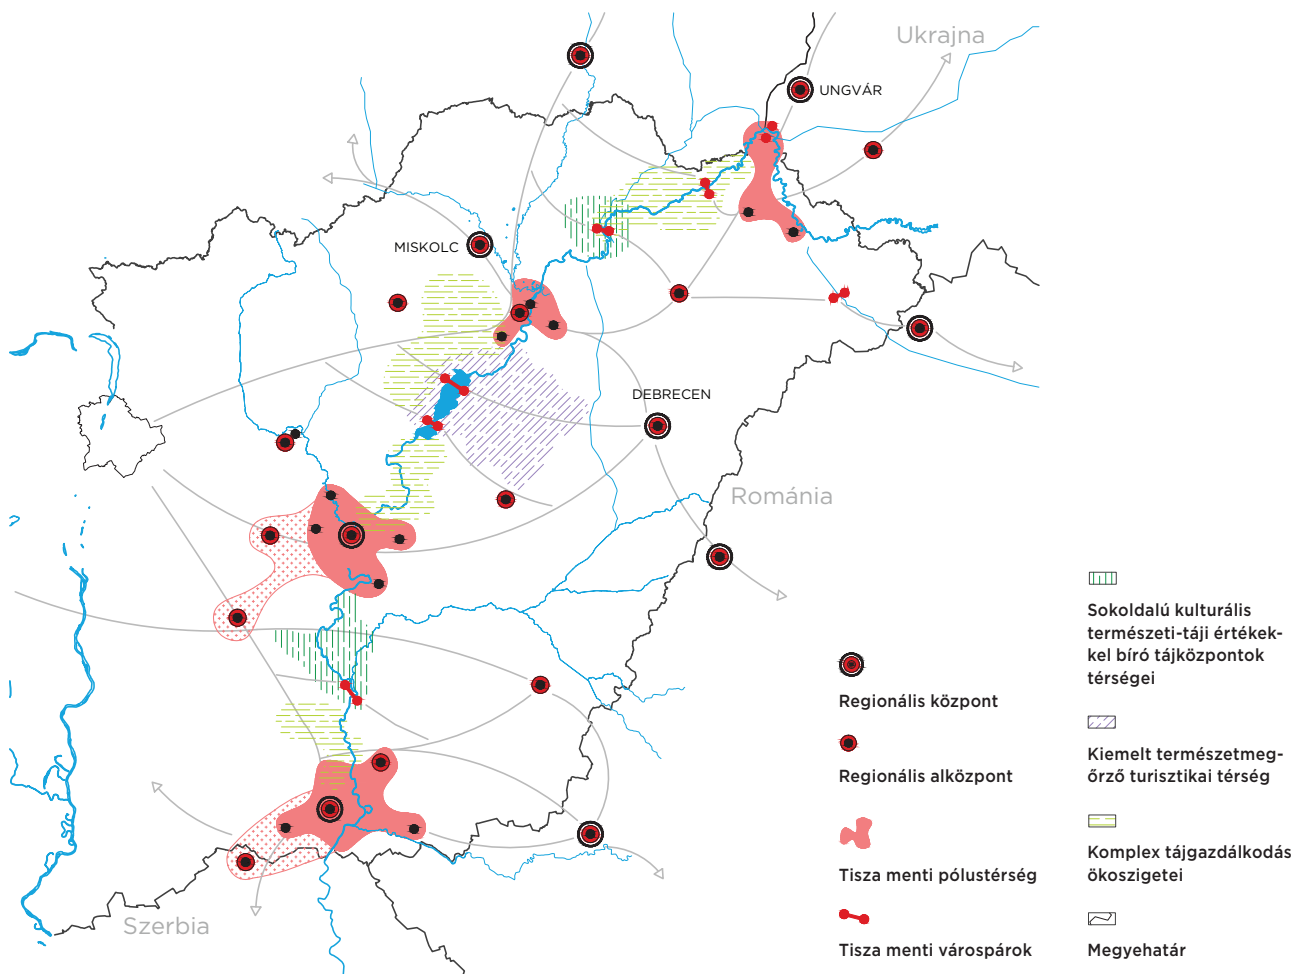 Ukrajna
UNGVÁR
MISKOLC
DEBRECEN
Románia
Szerbia
Regionális központ
Regionális alközpont
Tisza menti pólustérség
Tisza menti várospárok
Sokoldalú kulturális
természeti-táji értékek-
kel bíró tájközpontok
térségei
Kiemelt természetmeg-
őrző turisztikai térség
Komplex tájgazdálkodás
ökoszigetei
Megyehatár